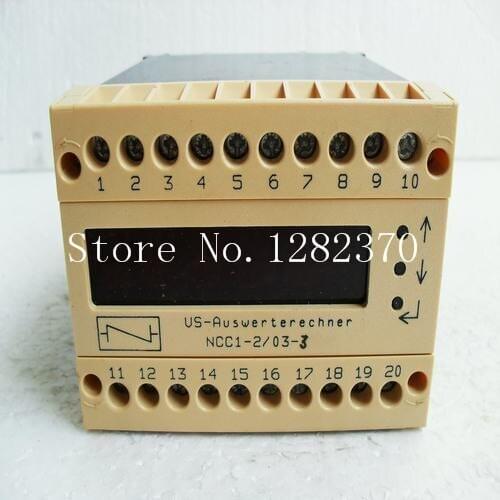 1 2 3 4 5 6 7 8 9 10
Store No. 1282370
US-Auswerterechner
NCC1-2/03-3
11 12 13 14 15 16 17 18 19 20